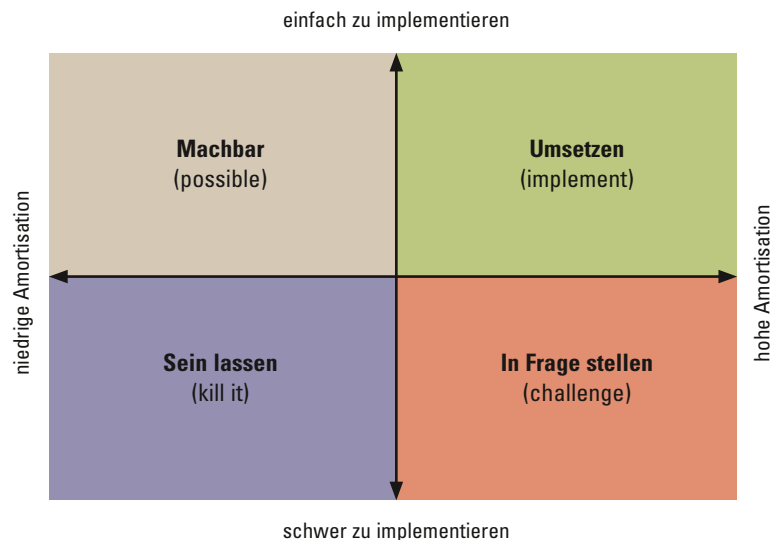 einfach zu implementieren
Machbar
(possible)
Umsetzen
(implement)
niedrige Amortisation
hohe Amortisation
Sein lassen
(kill it)
In Frage stellen
(challenge)
schwer zu implementieren